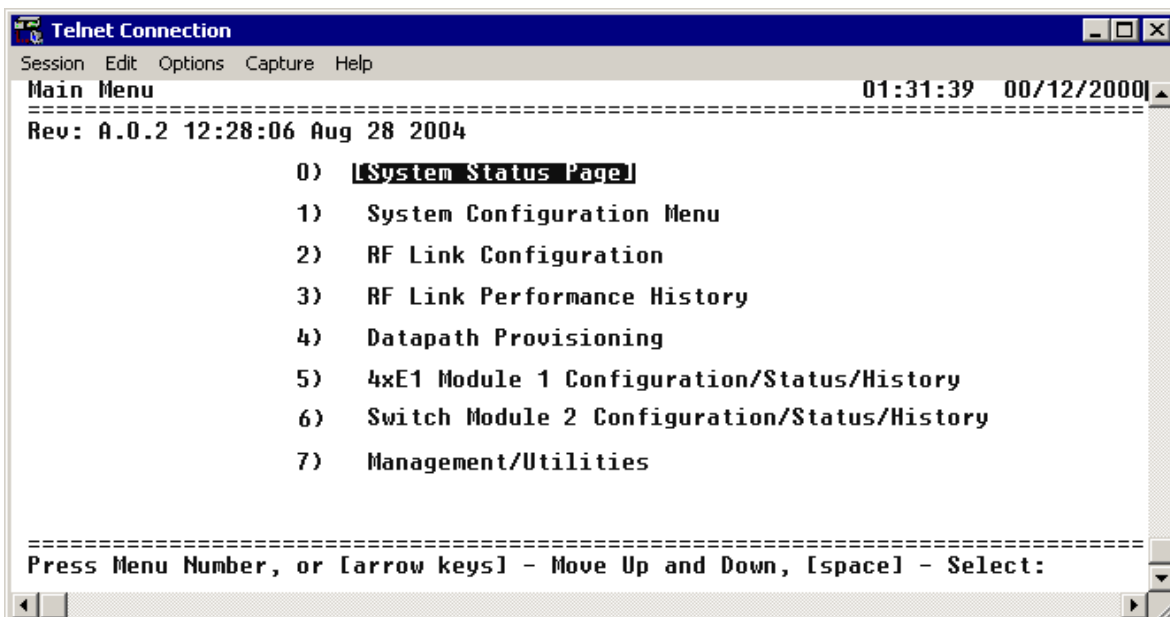 Telnet Connection
Session Edit Options Capture Help
Main Menu 01:31:39 00/12/2000
===============================================================================
Rev: A.0.2 12:28:06 Aug 28 2004
0) [System Status Page]
1) System Configuration Menu
2) RF Link Configuration
3) RF Link Performance History
4) Datapath Provisioning
5) 4xE1 Module 1 Configuration/Status/History
6) Switch Module 2 Configuration/Status/History
7) Management/Utilities
===============================================================================
Press Menu Number, or [arrow keys] - Move Up and Down, [space] - Select: